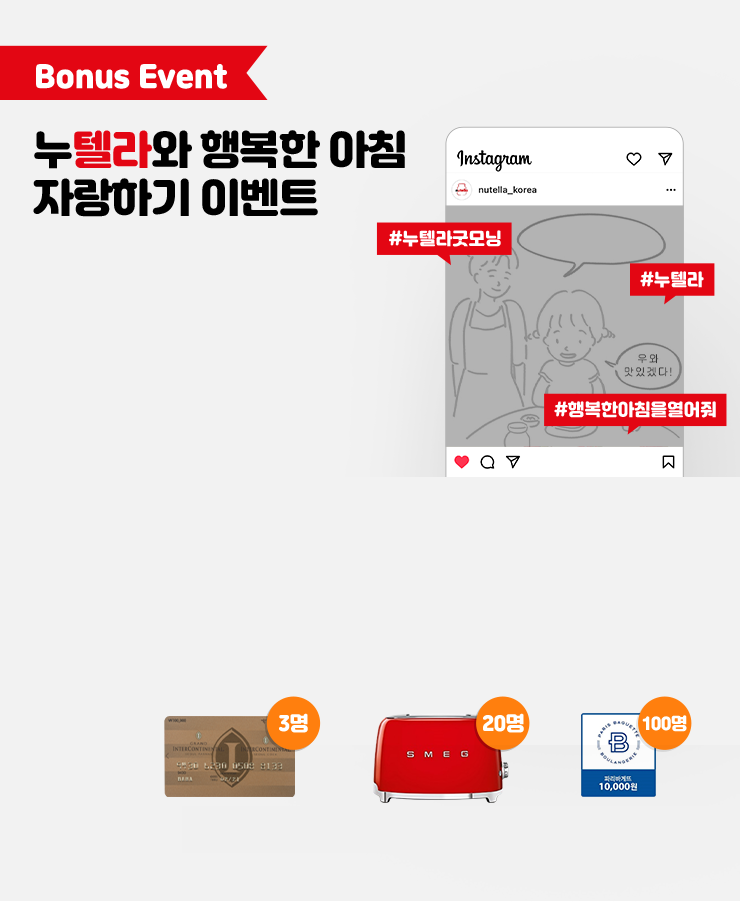 Bonus Event
누텔라와 행복한 아침
자랑하기 이벤트
Instagram
nutella_korea
#누텔라굿모닝
#누텔라
우와
맛있겠다!
#행복한아침을열어줘
3명
GRAND
INTERCONTINENTAL
20명
SMEG
100명
PARIS BAGUETTE
B
BOULANGERIE
파리바게뜨
10,000원